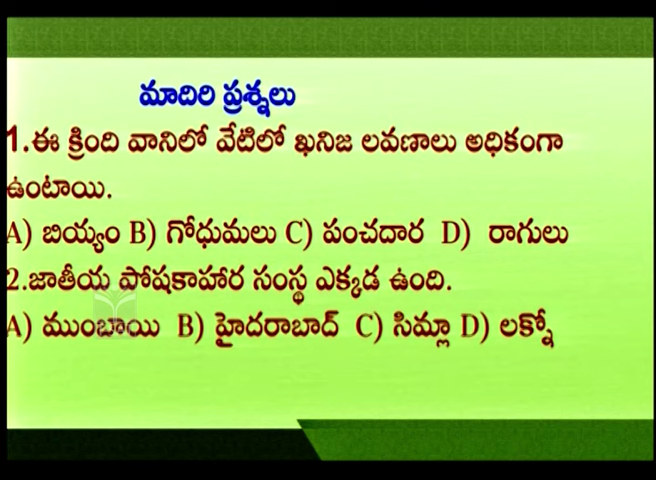 మాదిరి ప్రశ్నలు
1.ఈ క్రింది వానిలో వేటిలో ఖనిజ లవణాలు అధికంగా
ఉంటాయి.
A) బియ్యం B) గోధుమలు C) పంచదార D) రాగులు
2.జాతీయ పోషకాహార సంస్థ ఎక్కడ ఉంది.
A) ముంబాయి B) హైదరాబాద్ C) సిమ్లా D) లక్నో